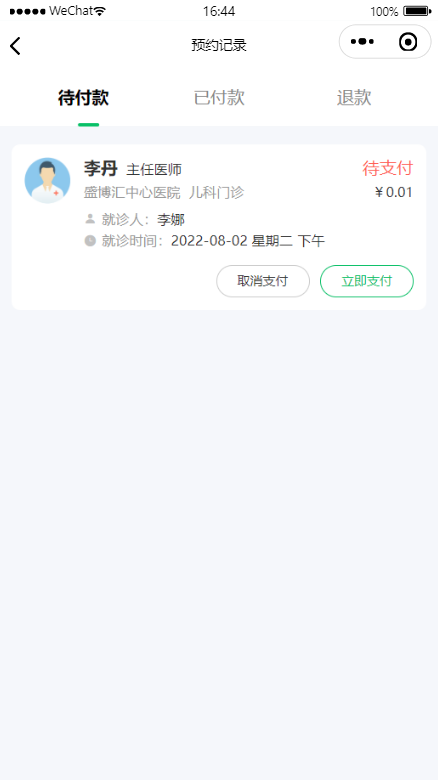 WeChat 16:44 100%
预约记录
待付款 已付款 退款
李丹 主任医师 待支付
盛博汇中心医院 儿科门诊 ￥0.01
就诊人：李娜
就诊时间：2022-08-02 星期二 下午
取消支付 立即支付